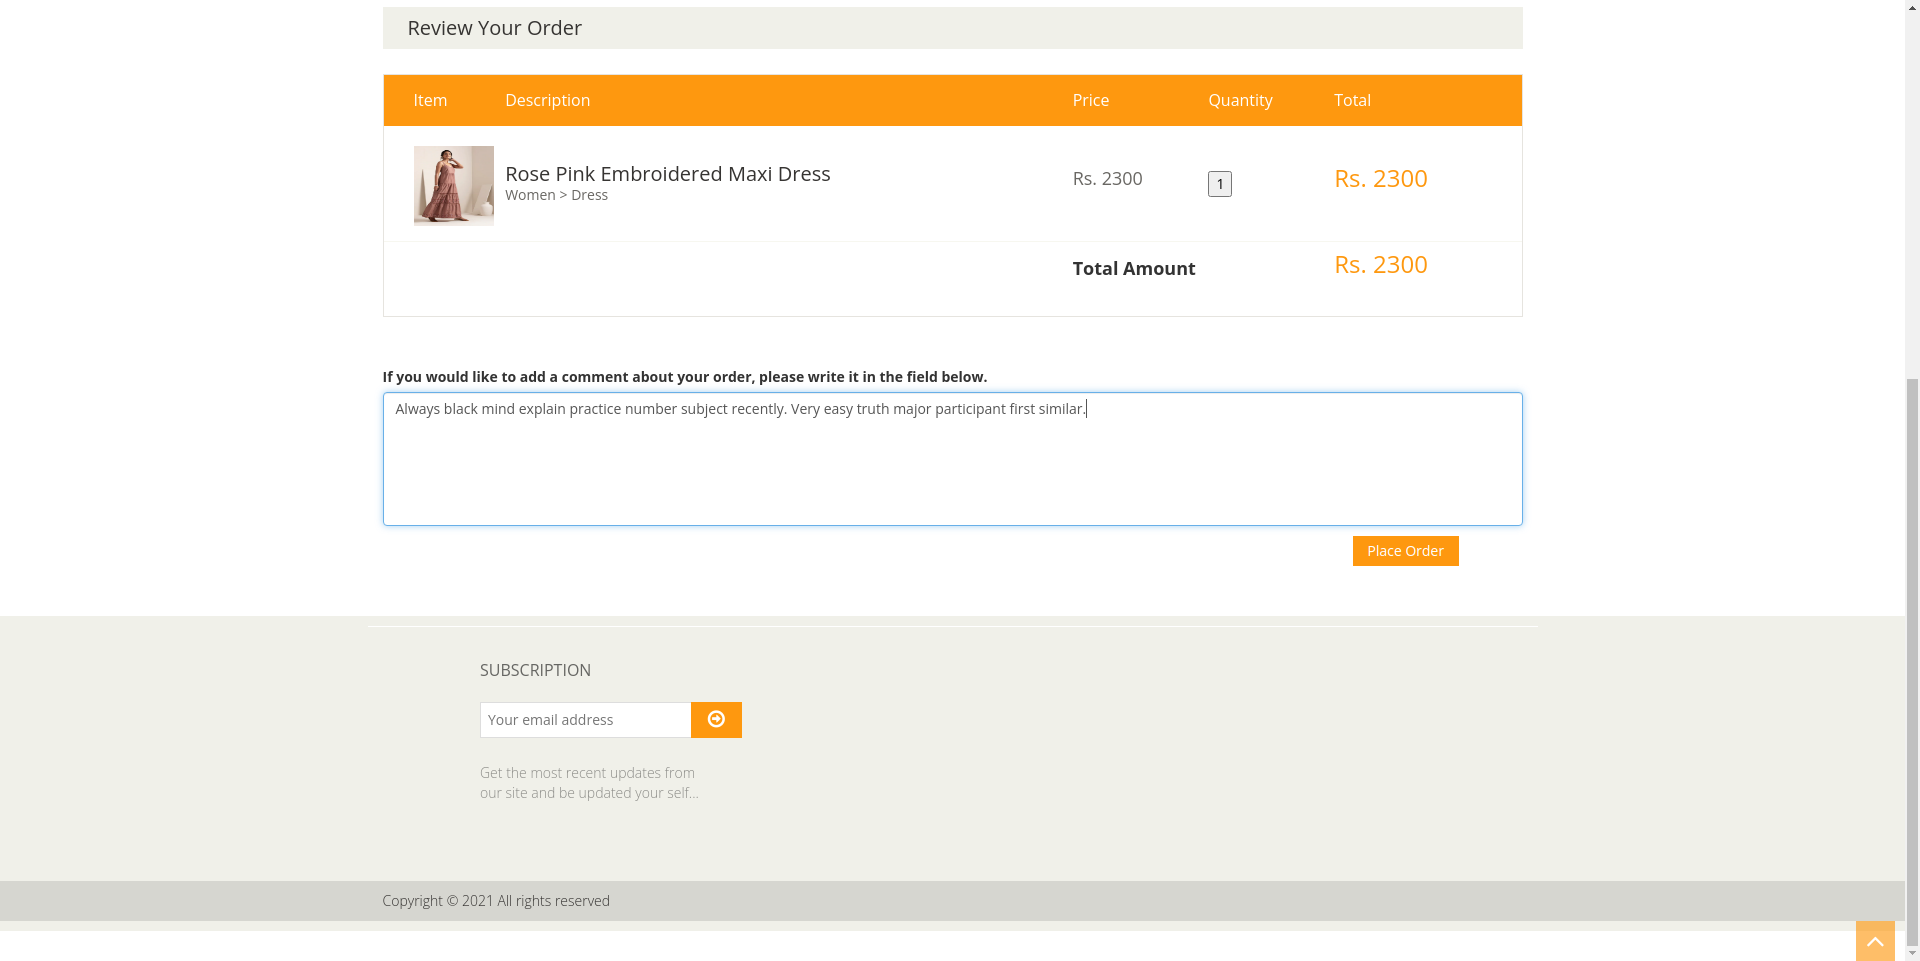 Review Your Order
Item Description Price Quantity Total
Rose Pink Embroidered Maxi Dress
Women > Dress
Rs. 2300
1
Rs. 2300
Total Amount
Rs. 2300
If you would like to add a comment about your order, please write it in the field below.
Always black mind explain practice number subject recently. Very easy truth major participant first similar.
Place Order
SUBSCRIPTION
Your email address
Get the most recent updates from
our site and be updated your self...
Copyright © 2021 All rights reserved